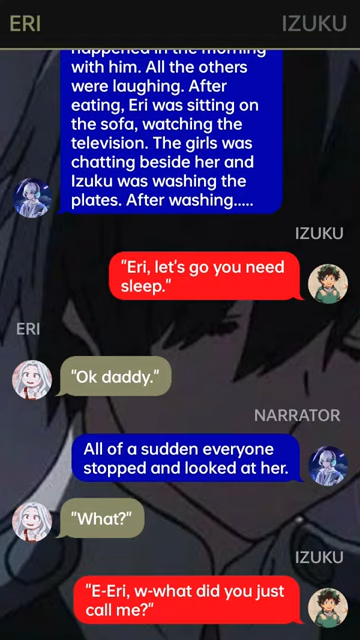 ERI IZUKU
happened in the morning
with him. All the others
were laughing. After
eating, Eri was sitting on
the sofa, watching the
television. The girls was
chatting beside her and
Izuku was washing the
plates. After washing.....
IZUKU
"Eri, let's go you need
sleep."
ERI
"Ok daddy."
NARRATOR
All of a sudden everyone
stopped and looked at her.
"What?"
IZUKU
"E-Eri, w-what did you just
call me?"